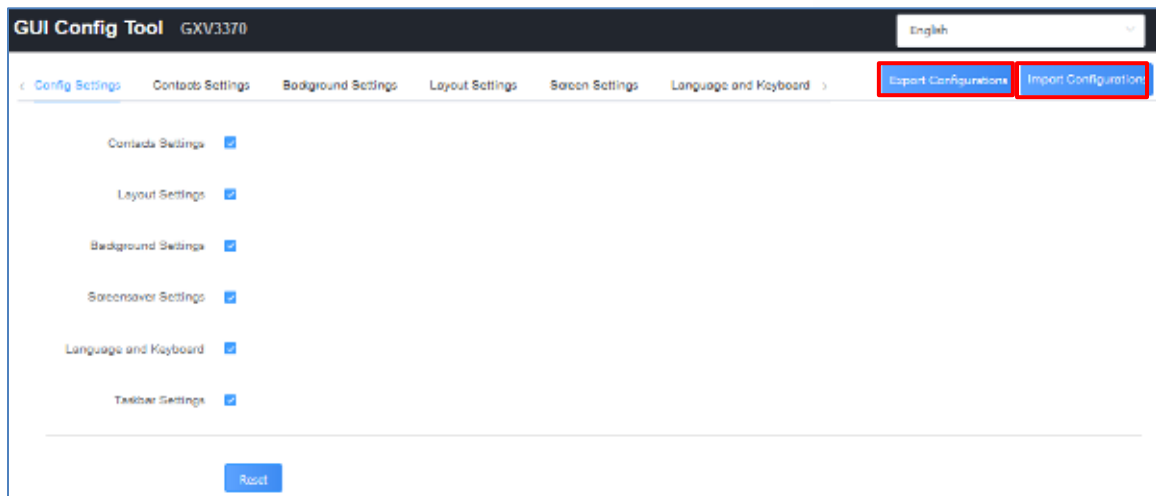 GUI Config Tool GXV3370 English
Config Settings Contacts Settings Background Settings Layout Settings Screen Settings Language and Keyboard Export Configurations Import Configurations
Contacts Settings
Layout Settings
Background Settings
Screensaver Settings
Language and Keyboard
Taskbar Settings
Reset